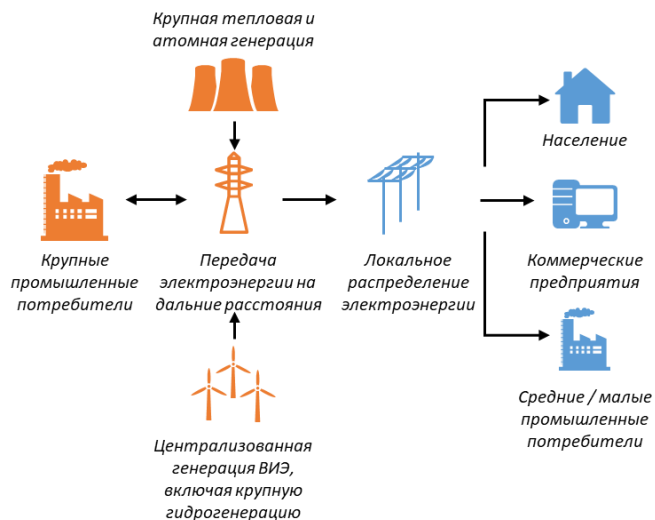 Крупная тепловая и
атомная генерация
Население
Крупные
промышленные
потребители
Передача
электроэнергии на
дальние расстояния
Локальное
распределение
электроэнергии
Коммерческие
предприятия
Централизованная
генерация ВИЭ,
включая крупную
гидрогенерацию
Средние / малые
промышленные
потребители